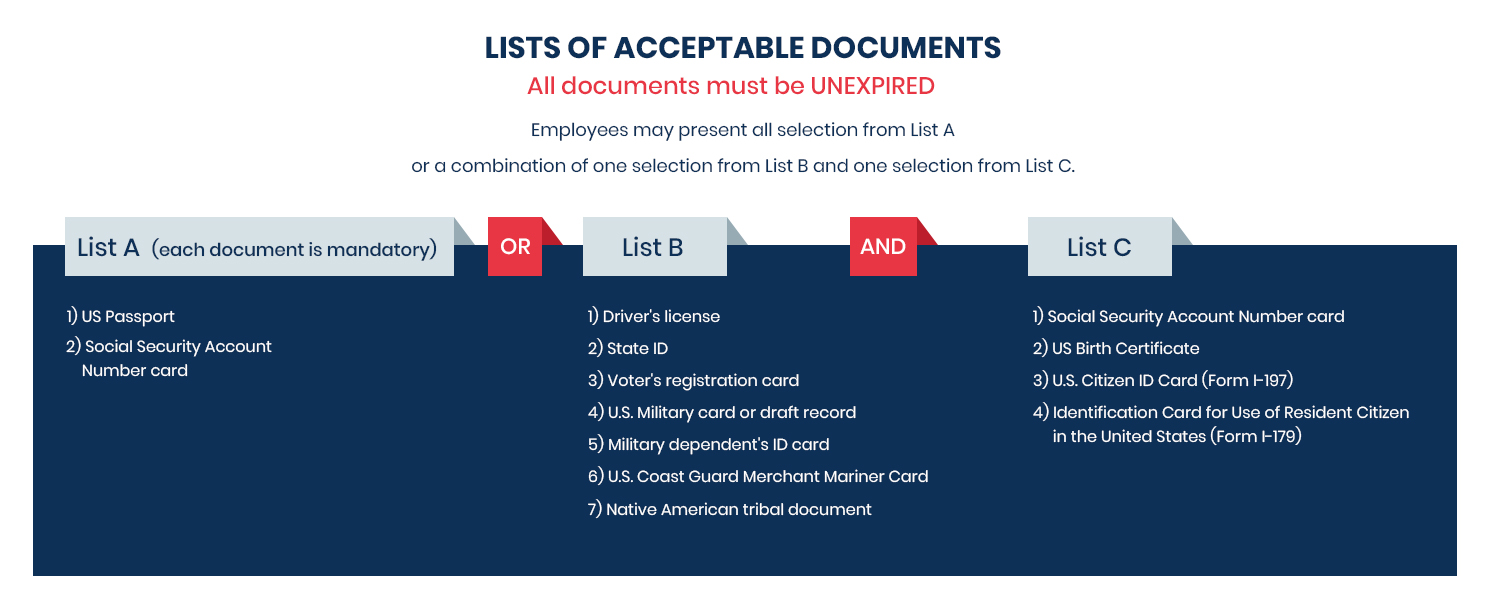 LISTS OF ACCEPTABLE DOCUMENTS
All documents must be UNEXPIRED
Employees may present all selection from List A
or a combination of one selection from List B and one selection from List C.
List A (each document is mandatory)
OR
List B
AND
List C
1) US Passport
2) Social Security Account
Number card
1) Driver's license
2) State ID
3) Voter's registration card
4) U.S. Military card or draft record
5) Military dependent's ID card
6) U.S. Coast Guard Merchant Mariner Card
7) Native American tribal document
1) Social Security Account Number card
2) US Birth Certificate
3) U.S. Citizen ID Card (Form I-197)
4) Identification Card for Use of Resident Citizen
in the United States (Form I-179)